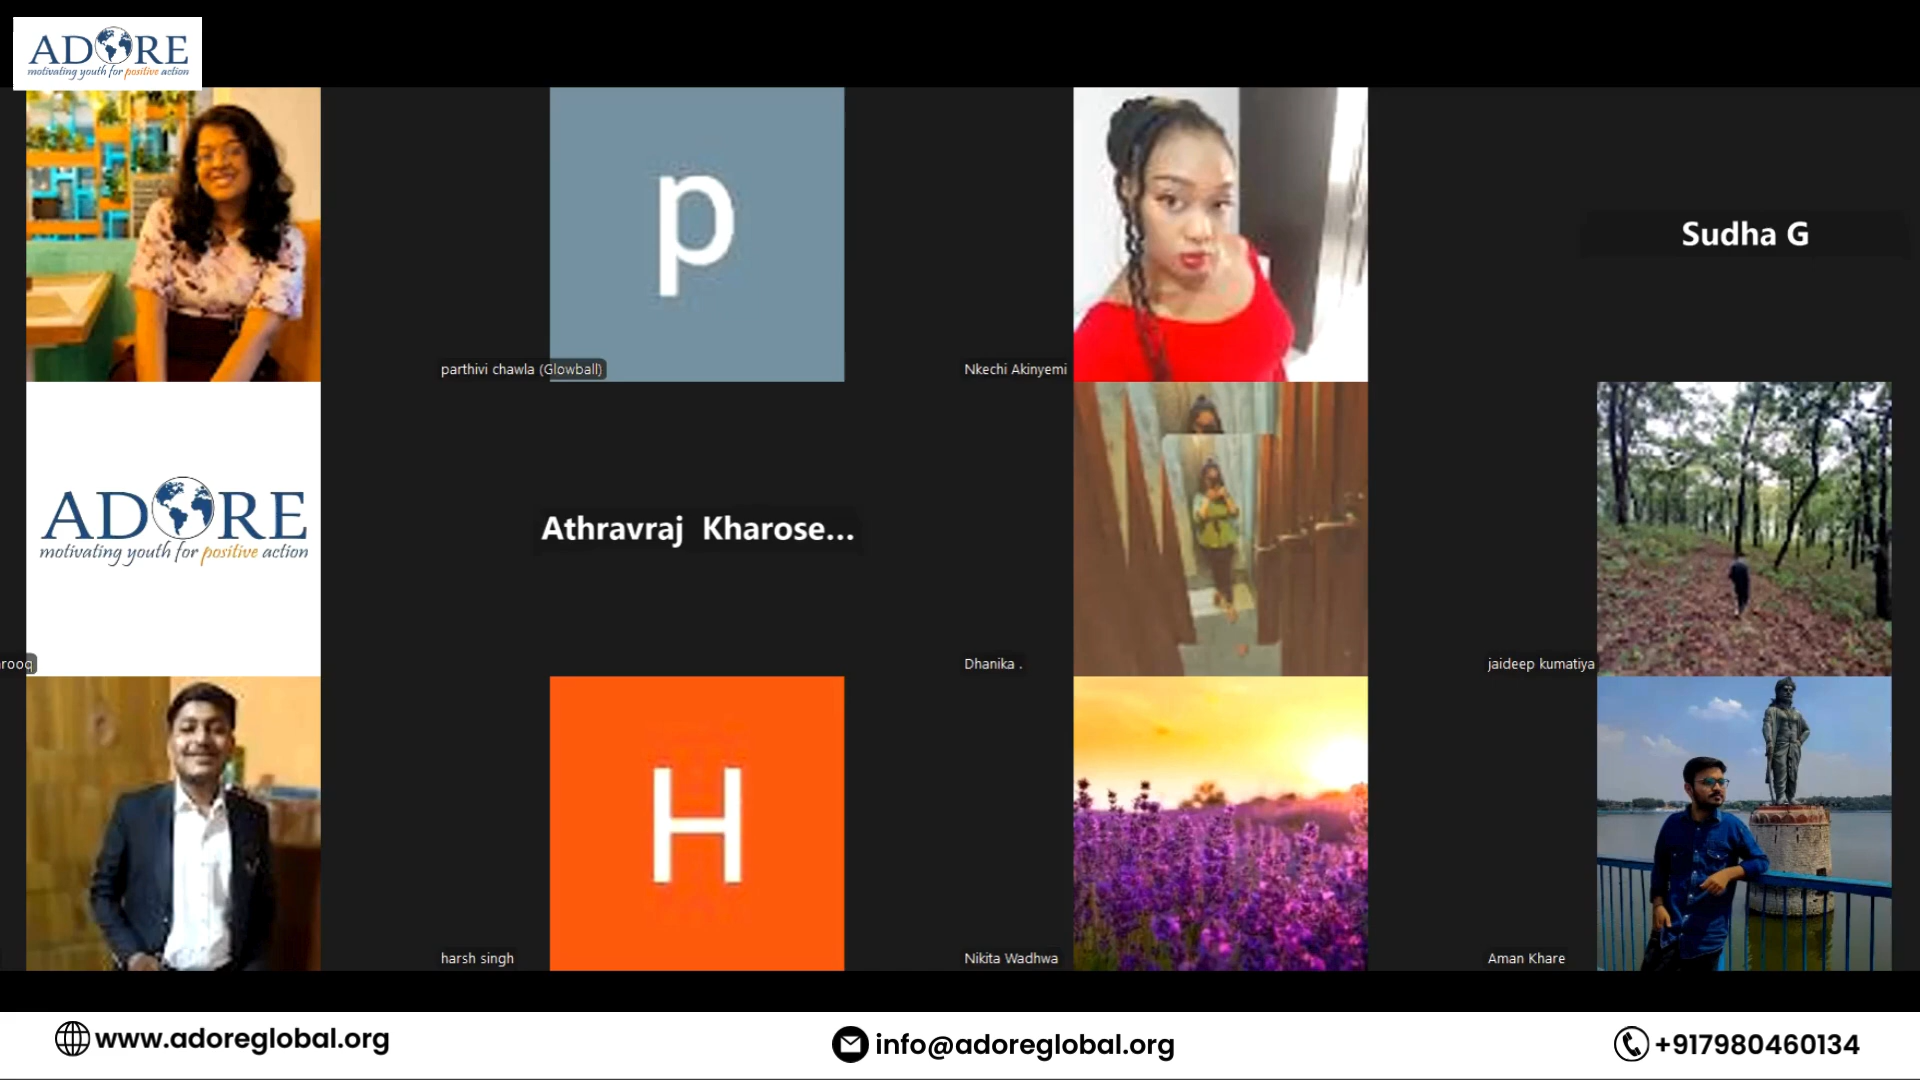 ADORE
motivating youth for positive action
p
Sudha G
parthivi chawla (Glowball)
Nkechi Akinyemi
ADORE
motivating youth for positive action
Athravraj Kharose...
rooq
Dhanika .
jaideep kumatiya
H
harsh singh
Nikita Wadhwa
Aman Khare
www.adoreglobal.org
info@adoreglobal.org
+917980460134